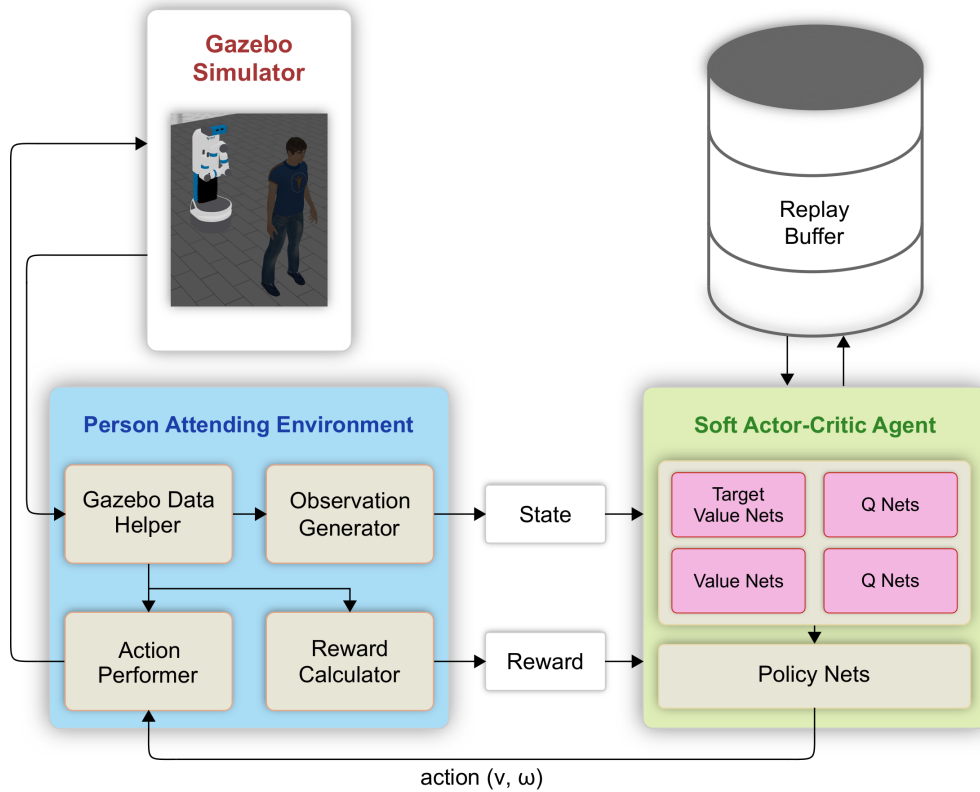 Gazebo
Simulator
Replay
Buffer
Person Attending Environment
Soft Actor-Critic Agent
Gazebo Data
Helper
Observation
Generator
State
Target
Value Nets
Q Nets
Value Nets
Q Nets
Action
Performer
Reward
Calculator
Reward
Policy Nets
action (v, ω)